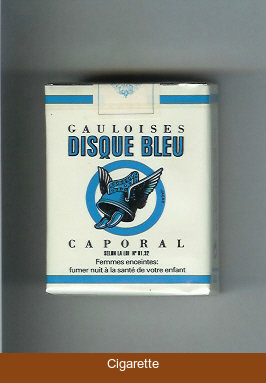 GAULOISES
DISQUE BLEU
CAPORAL
SELON LA LOI N° 91.32
Femmes enceintes:
fumer nuit à la santé de votre enfant
Cigarette